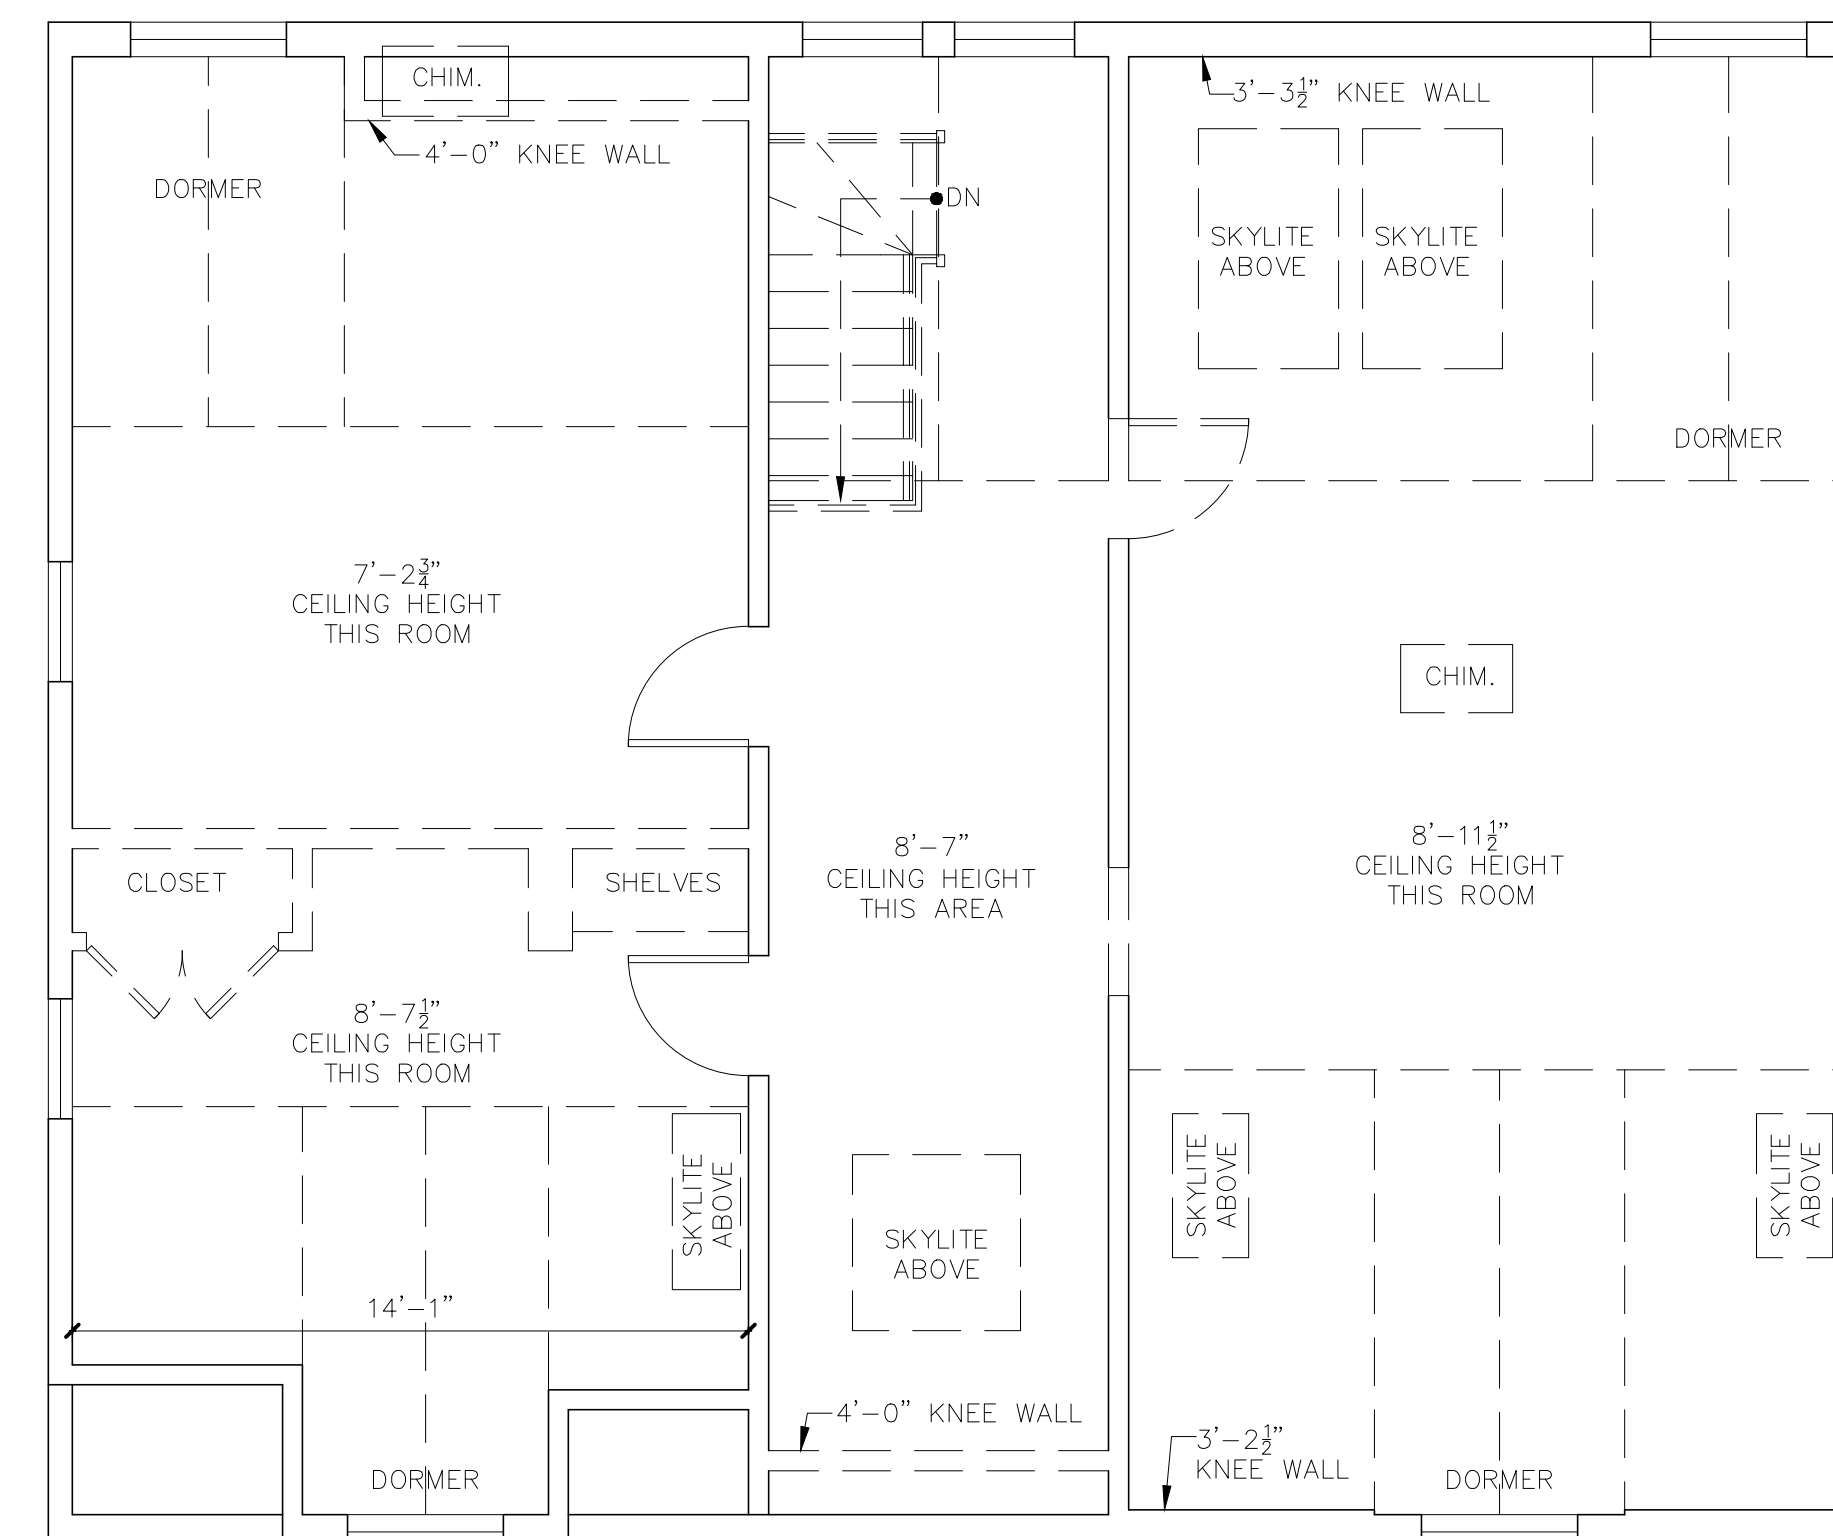 CHIM.
3'-3½" KNEE WALL
4'-0" KNEE WALL
DORMER
DN
SKYLITE
ABOVE
SKYLITE
ABOVE
DORMER
7'-2¾"
CEILING HEIGHT
THIS ROOM
CHIM.
8'-7"
CEILING HEIGHT
THIS AREA
8'-11½"
CEILING HEIGHT
THIS ROOM
CLOSET
SHELVES
8'-7½"
CEILING HEIGHT
THIS ROOM
SKYLITE
ABOVE
SKYLITE
ABOVE
SKYLITE
ABOVE
SKYLITE
ABOVE
14'-1"
4'-0" KNEE WALL
3'-2½"
KNEE WALL
DORMER
DORMER